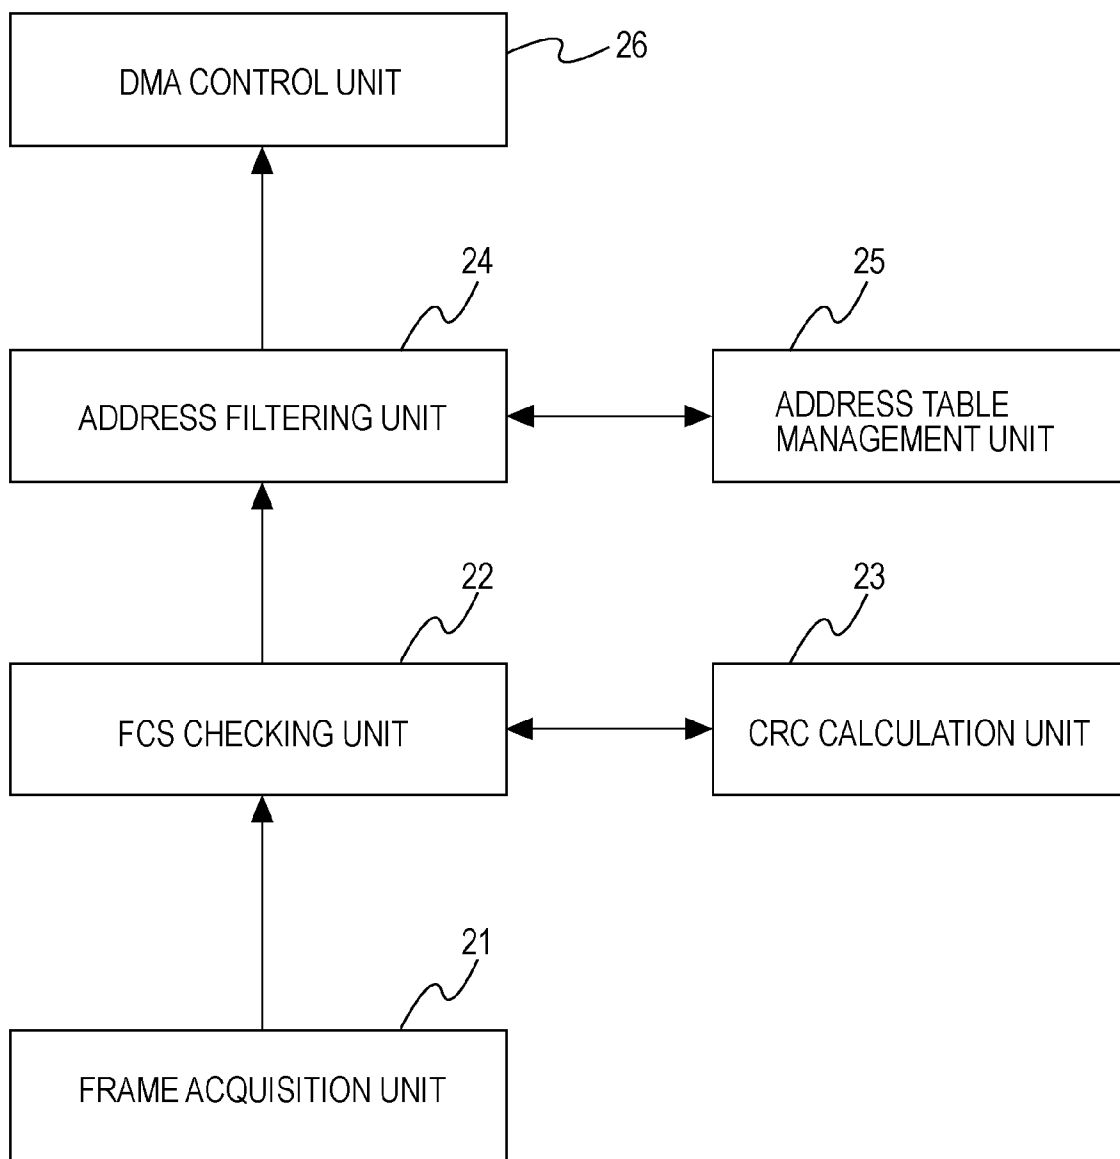 26
DMA CONTROL UNIT
24
25
ADDRESS FILTERING UNIT
ADDRESS TABLE
MANAGEMENT UNIT
22
23
FCS CHECKING UNIT
CRC CALCULATION UNIT
21
FRAME ACQUISITION UNIT